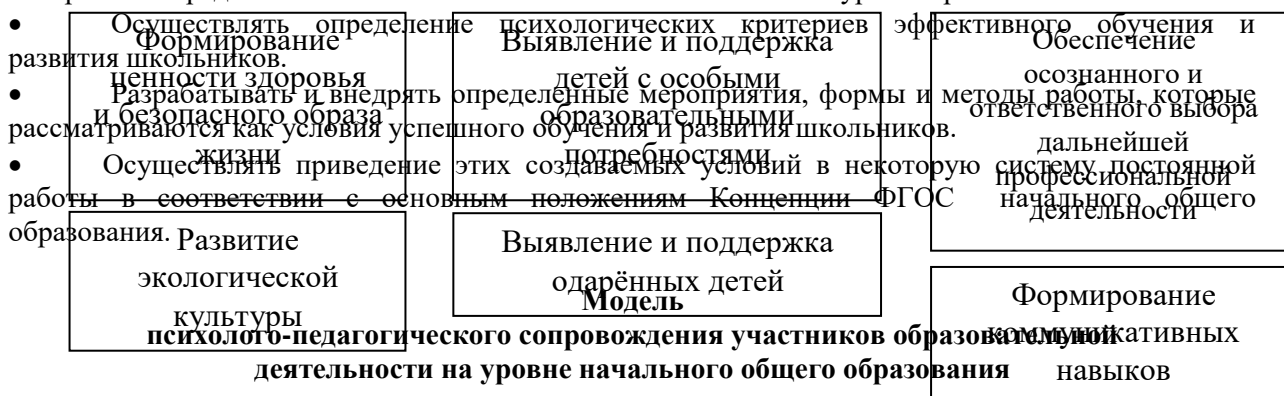 • Осуществлять определение психологических критериев эффективного обучения и
развития школьников.
• Разрабатывать и внедрять определенные мероприятия, формы и методы работы, которые
рассматриваются как условия успешного обучения и развития школьников.
• Осуществлять приведение этих создаваемых условий в некоторую систему постоянной
работы в соответствии с основным положениям Концепции ФГОС начального общего
образования.
Формирование
ценности здоровья
и безопасного образа
жизни
Выявление и поддержка
детей с особыми
образовательными
потребностями
Обеспечение
осознанного и
ответственного выбора
дальнейшей
профессиональной
деятельности
Развитие
экологической
культуры
Выявление и поддержка
одарённых детей
Формирование
коммуникативных
навыков
Модель
психолого-педагогического сопровождения участников образовательной
деятельности на уровне начального общего образования